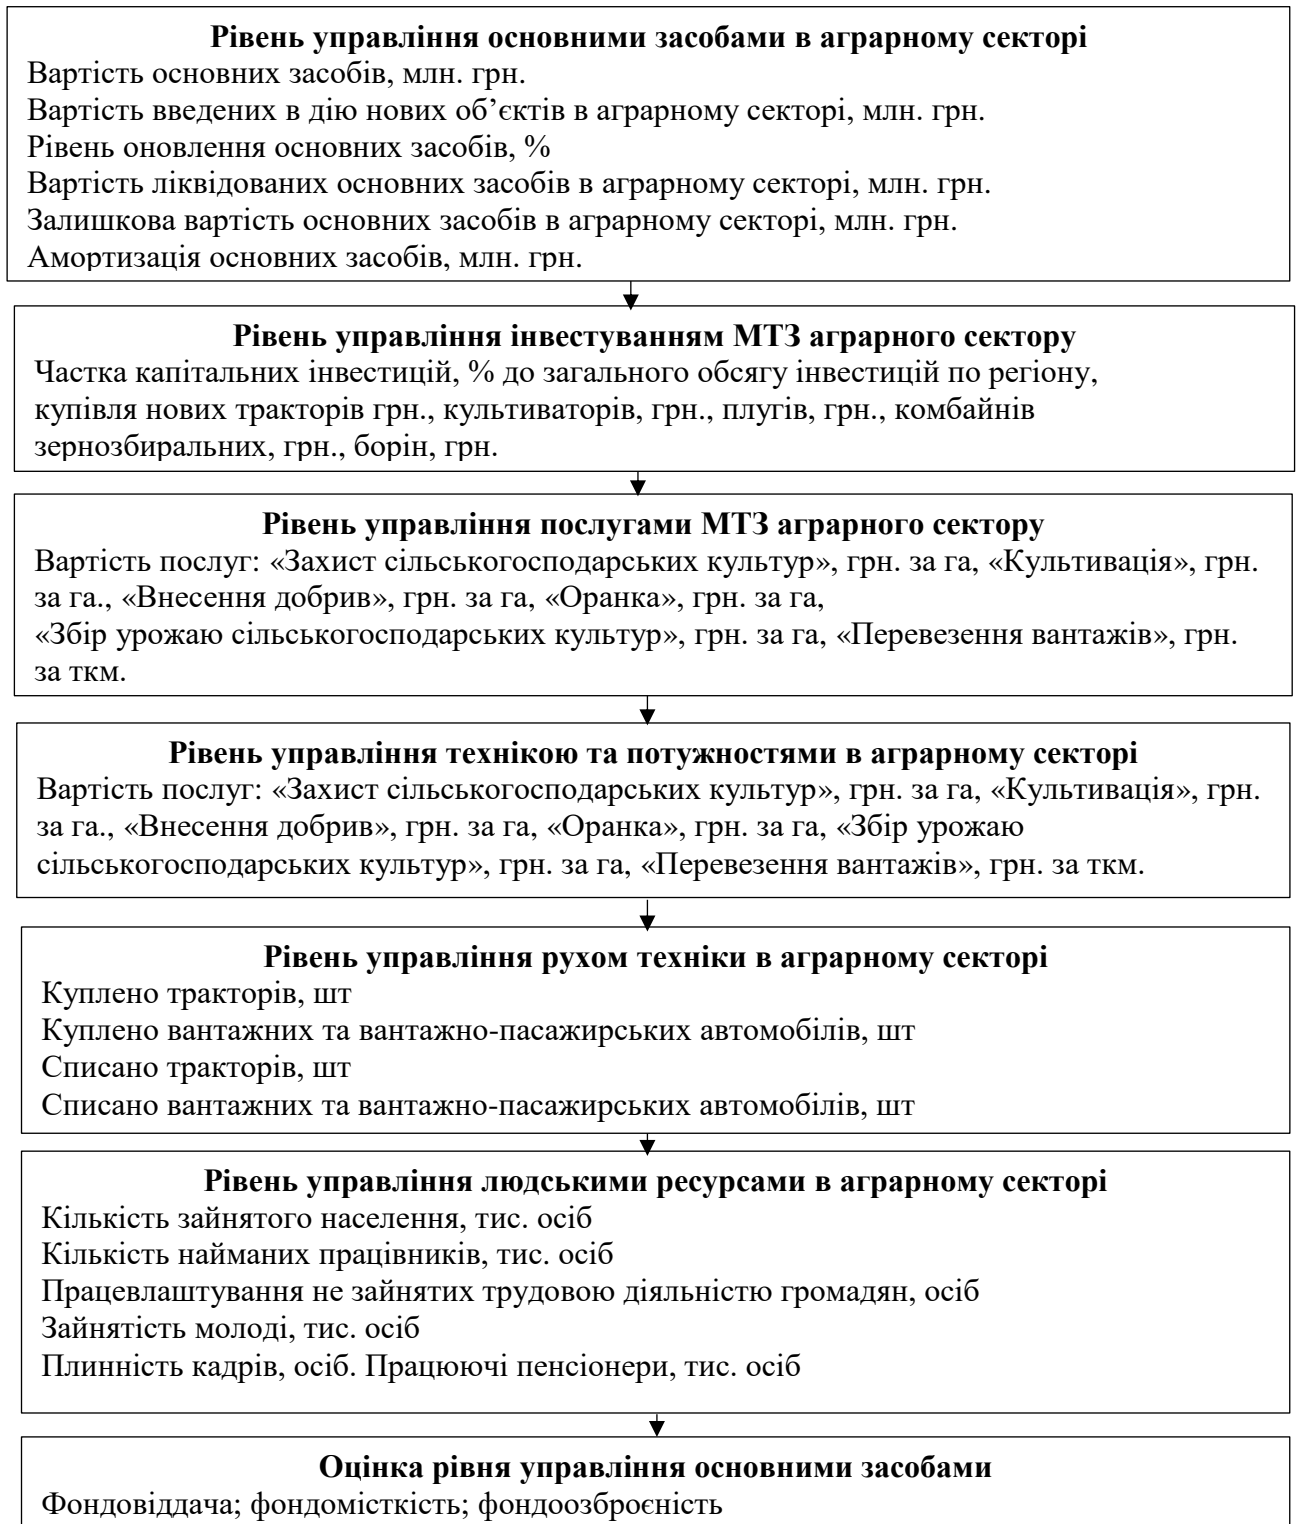 Рівень управління основними засобами в аграрному секторі
Вартість основних засобів, млн. грн.
Вартість введених в дію нових об’єктів в аграрному секторі, млн. грн.
Рівень оновлення основних засобів, %
Вартість ліквідованих основних засобів в аграрному секторі, млн. грн.
Залишкова вартість основних засобів в аграрному секторі, млн. грн.
Амортизація основних засобів, млн. грн.
Рівень управління інвестуванням МТЗ аграрного сектору
Частка капітальних інвестицій, % до загального обсягу інвестицій по регіону,
купівля нових тракторів грн., культиваторів, грн., плугів, грн., комбайнів
зернозбиральних, грн., борін, грн.
Рівень управління послугами МТЗ аграрного сектору
Вартість послуг: «Захист сільськогосподарських культур», грн. за га, «Культивація», грн.
за га., «Внесення добрив», грн. за га, «Оранка», грн. за га,
«Збір урожаю сільськогосподарських культур», грн. за га, «Перевезення вантажів», грн.
за ткм.
Рівень управління технікою та потужностями в аграрному секторі
Вартість послуг: «Захист сільськогосподарських культур», грн. за га, «Культивація», грн.
за га., «Внесення добрив», грн. за га, «Оранка», грн. за га, «Збір урожаю
сільськогосподарських культур», грн. за га, «Перевезення вантажів», грн. за ткм.
Рівень управління рухом техніки в аграрному секторі
Куплено тракторів, шт
Куплено вантажних та вантажно-пасажирських автомобілів, шт
Списано тракторів, шт
Списано вантажних та вантажно-пасажирських автомобілів, шт
Рівень управління людськими ресурсами в аграрному секторі
Кількість зайнятого населення, тис. осіб
Кількість найманих працівників, тис. осіб
Працевлаштування не зайнятих трудовою діяльністю громадян, осіб
Зайнятість молоді, тис. осіб
Плинність кадрів, осіб. Працюючі пенсіонери, тис. осіб
Оцінка рівня управління основними засобами
Фондовіддача; фондомісткість; фондоозброєність